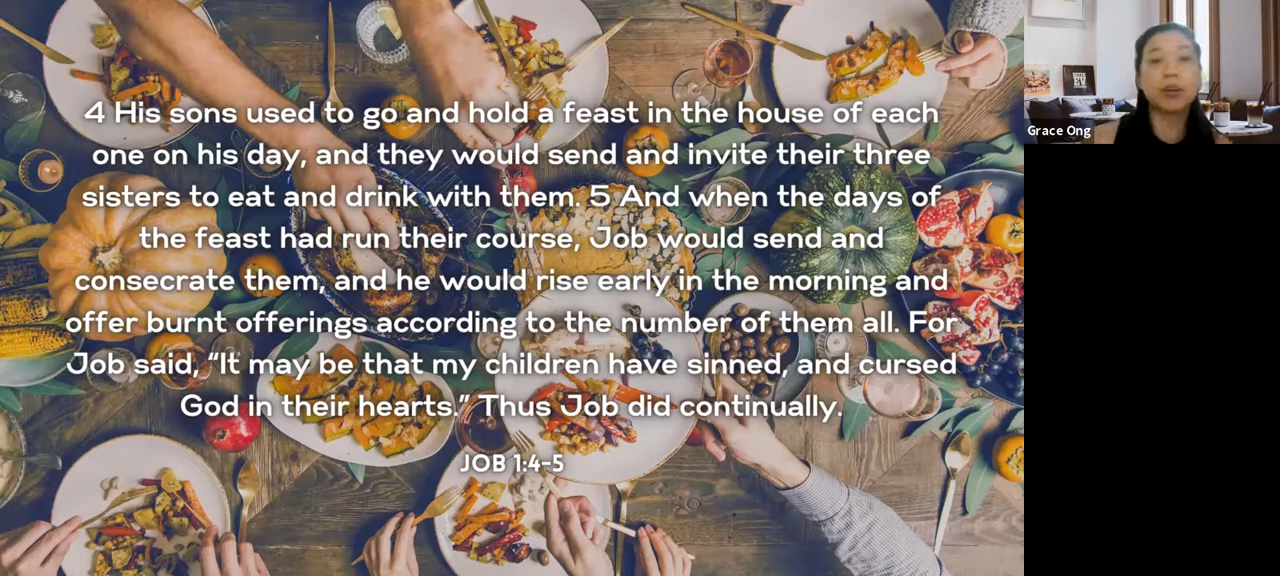 4 His sons used to go and hold a feast in the house of each
one on his day, and they would send and invite their three
sisters to eat and drink with them. 5 And when the days of
the feast had run their course, Job would send and
consecrate them, and he would rise early in the morning and
offer burnt offerings according to the number of them all. For
Job said, “It may be that my children have sinned, and cursed
God in their hearts.” Thus Job did continually.
JOB 1:4-5
Grace Ong